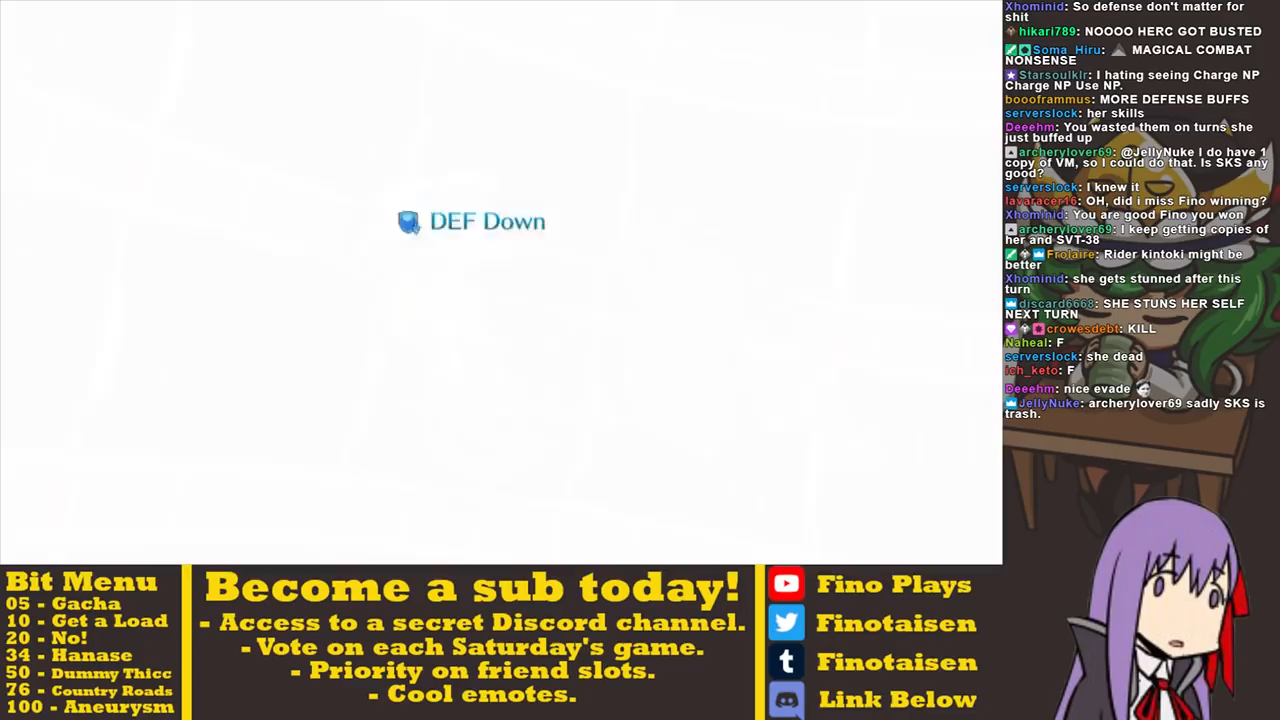 DEF Down
Xhominid: So defense don't matter for
shit
hikari789: NOOOO HERC GOT BUSTED
Soma_Hiru: MAGICAL COMBAT
NONSENSE
Starsoulklr: I hating seeing Charge NP
Charge NP Use NP.
boooframmus: MORE DEFENSE BUFFS
serverslock: her skills
Deeehm: You wasted them on turns she
just buffed up
archerylover69: @JellyNuke I do have 1
copy of VM, so I could do that. Is SKS any
good?
serverslock: I knew it
lavaracer16: OH, did i miss Fino winning?
Xhominid: You are good Fino you won
archerylover69: I keep getting copies of
her and SVT-38
Frolaire: Rider kintoki might be
better
Xhominid: she gets stunned after this
turn
discard6668: SHE STUNS HER SELF
NEXT TURN
crowesdebt: KILL
Naheal: F
serverslock: she dead
ich_keto: F
Deeehm: nice evade
JellyNuke: archerylover69 sadly SKS is
trash.
Bit Menu
05 - Gacha
10 - Get a Load
20 - No!
34 - Hanase
50 - Dummy Thicc
76 - Country Roads
100 - Aneurysm
Become a sub today!
- Access to a secret Discord channel.
- Vote on each Saturday's game.
- Priority on friend slots.
- Cool emotes.
Fino Plays
Finotaisen
Finotaisen
Link Below